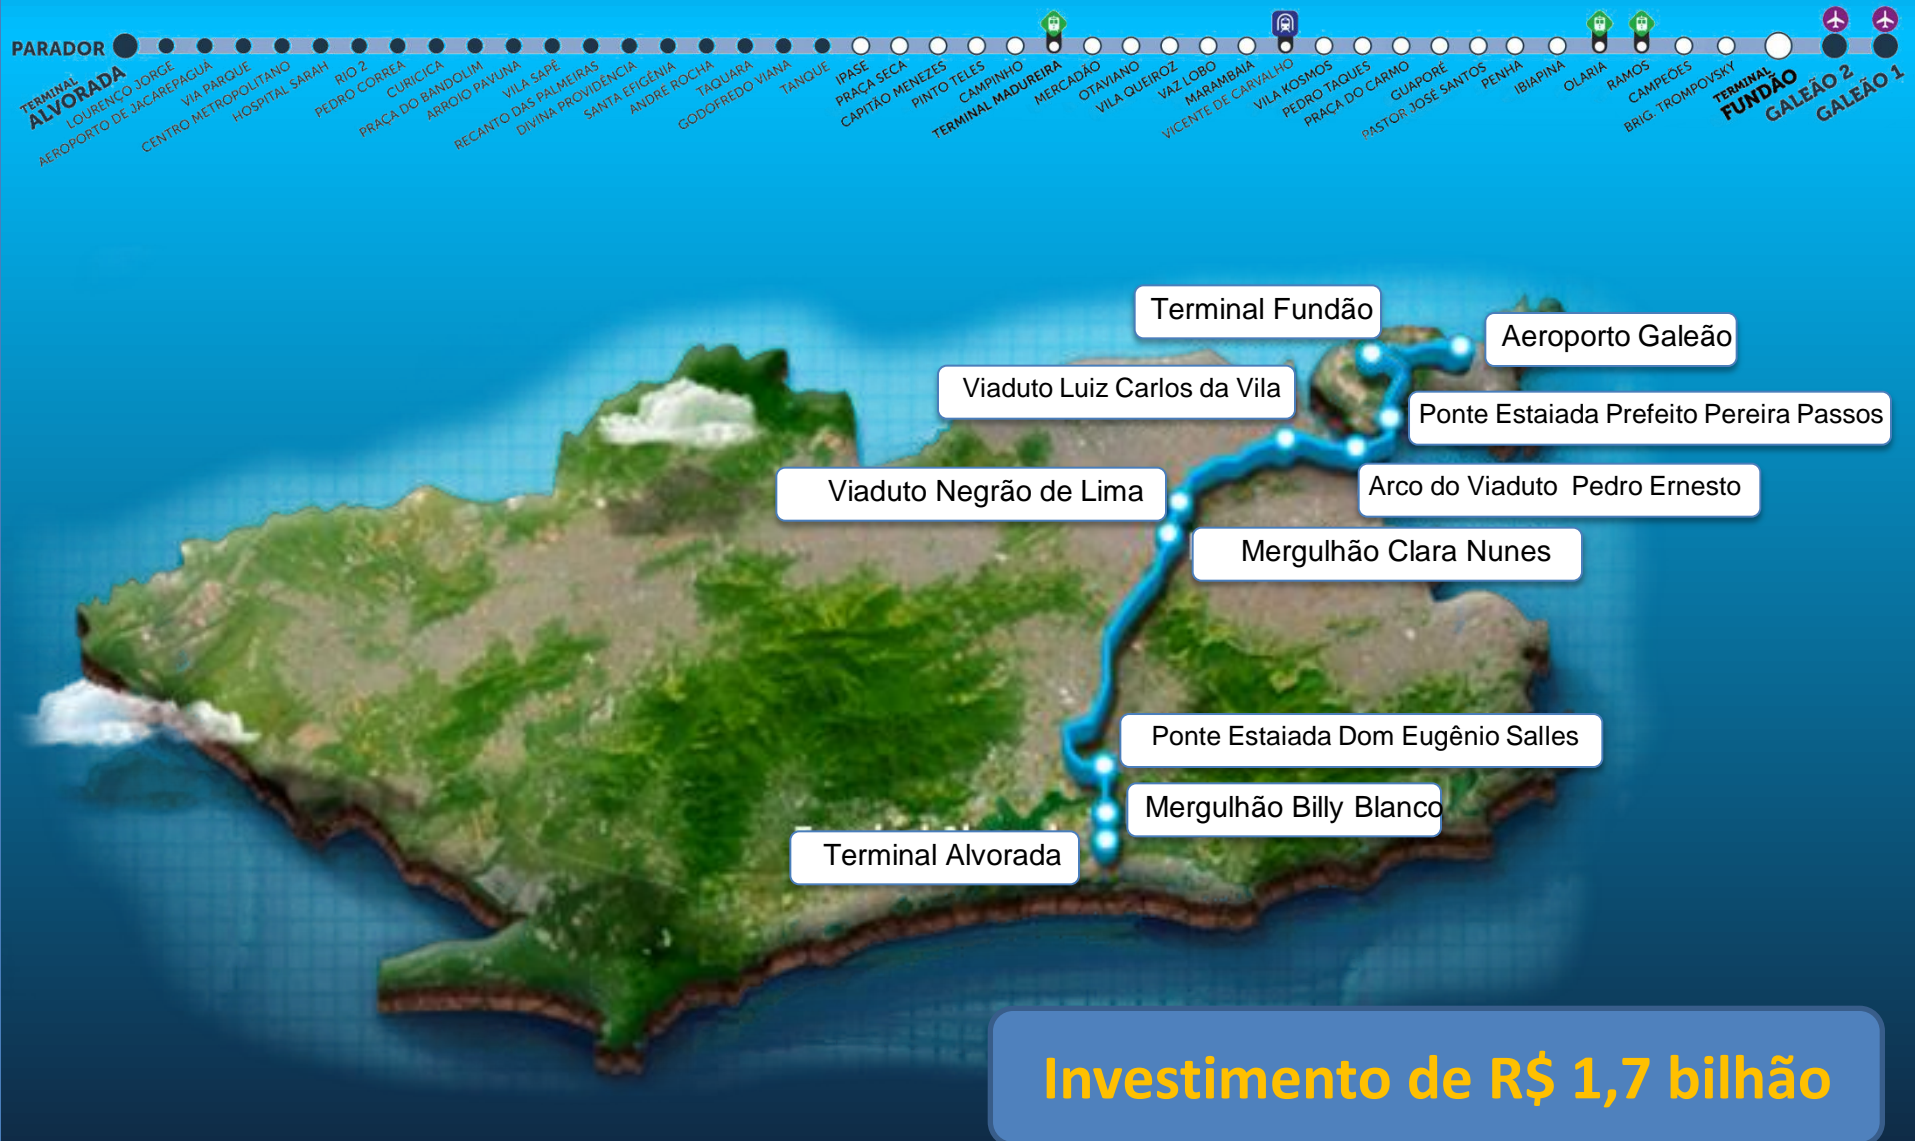 PARADOR
TERMINAL
ALVORADA
LOURENÇO JORGE
AEROPORTO DE JACAREPAGUÁ
VIA PARQUE
CENTRO METROPOLITANO
HOSPITAL SARAH
RIO 2
PEDRO CORREA
CURICICA
PRAÇA DO BANDOLIM
ARROIO PAVUNA
VILA SAPÊ
RECANTO DAS PALMEIRAS
DIVINA PROVIDÊNCIA
SANTA EFIGÊNIA
ANDRE ROCHA
TAQUARA
GODOFREDO VIANA
TANQUE
IPASE
PRAÇA SECA
CAPITÃO MENEZES
PINTO TELES
CAMPINHO
TERMINAL MADUREIRA
MERCADÃO
OTAVIANO
VILA QUEIROZ
VAZ LOBO
MARAMBAIA
VICENTE DE CARVALHO
VILA KOSMOS
PEDRO TAQUES
PRAÇA DO CARMO
GUAPORÉ
PASTOR JOSÉ SANTOS
PENHA
IBIAPINA
OLARIA
RAMOS
CAMPEÕES
BRIG. TROMPOVSKY
TERMINAL
FUNDÃO
GALEÃO 2
GALEÃO 1
Terminal Fundão
Aeroporto Galeão
Viaduto Luiz Carlos da Vila
Ponte Estaiada Prefeito Pereira Passos
Viaduto Negrão de Lima
Arco do Viaduto Pedro Ernesto
Mergulhão Clara Nunes
Ponte Estaiada Dom Eugênio Salles
Mergulhão Billy Blanco
Terminal Alvorada
Investimento de R$ 1,7 bilhão